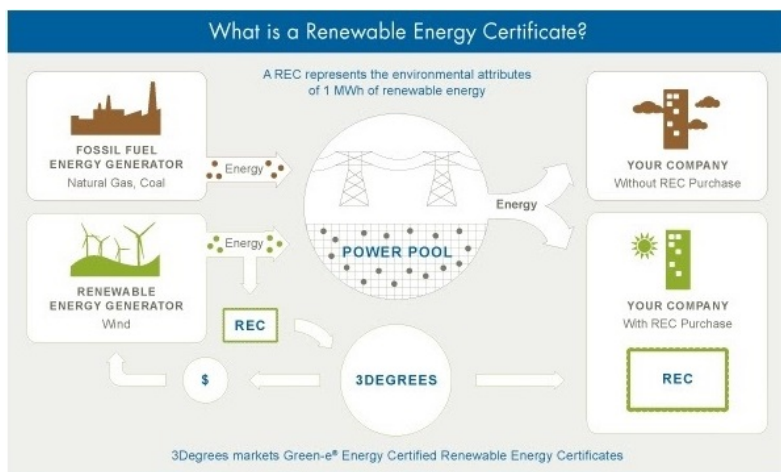 What is a Renewable Energy Certificate?
A REC represents the environmental attributes
of 1 MWh of renewable energy
FOSSIL FUEL
ENERGY GENERATOR
Natural Gas, Coal
Energy
YOUR COMPANY
Without REC Purchase
Energy
RENEWABLE
ENERGY GENERATOR
Wind
Energy
POWER POOL
REC
YOUR COMPANY
With REC Purchase
REC
$
3DEGREES
3Degrees markets Green-e® Energy Certified Renewable Energy Certificates